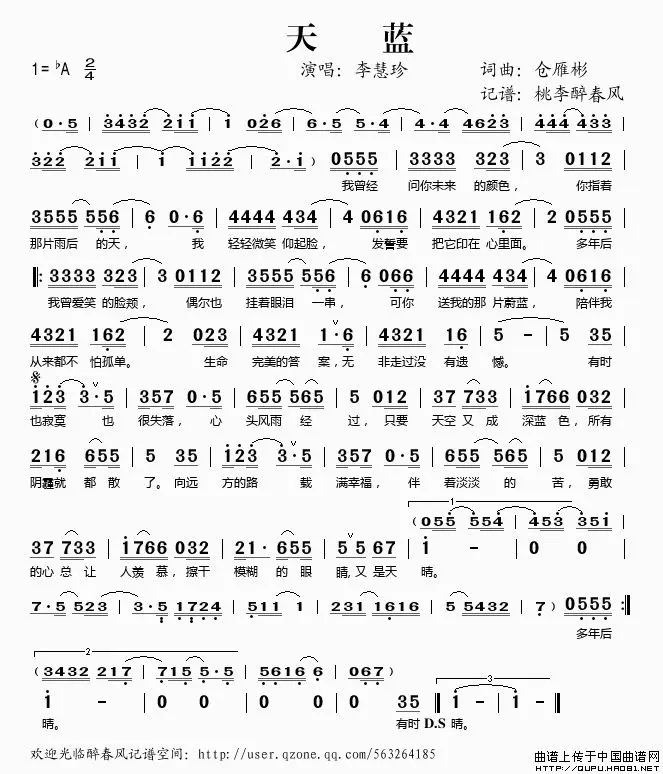 天 蓝
1=♭A 2/4 演唱：李慧珍 词曲：仓雁彬
记谱：桃李醉春风
（0·5 | 3432 211 | 1 026 | 6·5 5·4 | 4·4 4623 | 444 433 |
322 211 | 1 1122 | 2·1 ） 0555 | 3333 323 | 3 0112 |
我曾经 问你未来 的颜色， 你指着
3555 556 | 6 0·6 | 4444 434 | 4 0616 | 4321 162 | 2 0555 |
那片雨后 的天， 我 轻轻微笑 仰起脸， 发誓要 把它印在 心里面。 多年后
‖: 3333 323 | 3 0112 | 3555 556 | 6 066 | 4444 434 | 4 0616 |
我曾爱笑 的脸颊， 偶尔也 挂着眼泪 一串， 可你 送我的那 片蔚蓝， 陪伴我
4321 162 | 2 023 | 4321 1·6 | 4321 16 | 5 - | 5 35 |
从来都不 怕孤单。 生命 完美的答 案，无 非走过没 有遗 憾。 有时
123 3·5 | 357 0·5 | 655 565 | 5 012 | 37 733 | 1766 032 |
也寂寞 也 很失落， 心 头风雨 经 过，只要 天空 又 成 深蓝 色，所有
216 655 | 5 35 | 123 3·5 | 357 0·5 | 655 565 | 5 012 |
阴霾就 都 散 了。向远 方的路 载 满幸福， 伴 着淡淡 的 苦，勇敢
1
（055 554 | 453 351 |
37 733 | 1766 032 | 21· 655 | 55 67 | 1 - | 0 0 |
的心 总 让 人羡 慕，擦干 模糊 的 眼 睛，又 是天 晴。
7·5 523 | 3·5 1724 | 511 1 | 231 1616 | 5 5432 | 7） 0555 :‖
多年后
2
（3432 217 | 715 5·5 | 5616 6 | 067）
3
1 - | 0 0 | 0 0 | 0 35 ‖ 1 - | 1 - ‖
晴。 有时 D.S 晴。
欢迎光临醉春风记谱空间：http://user.qzone.qq.com/563264185
曲谱上传于中国曲谱网
http://QUPU.HAO81.NET